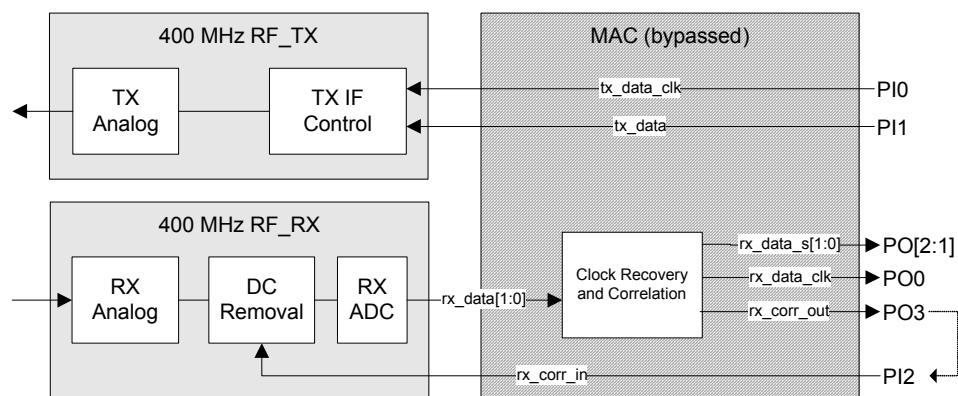 400 MHz RF_TX
MAC (bypassed)
TX
Analog
TX IF
Control
tx_data_clk
PI0
tx_data
PI1
400 MHz RF_RX
RX
Analog
DC
Removal
RX
ADC
rx_data[1:0]
Clock Recovery
and Correlation
rx_data_s[1:0]
PO[2:1]
rx_data_clk
PO0
rx_corr_out
PO3
rx_corr_in
PI2